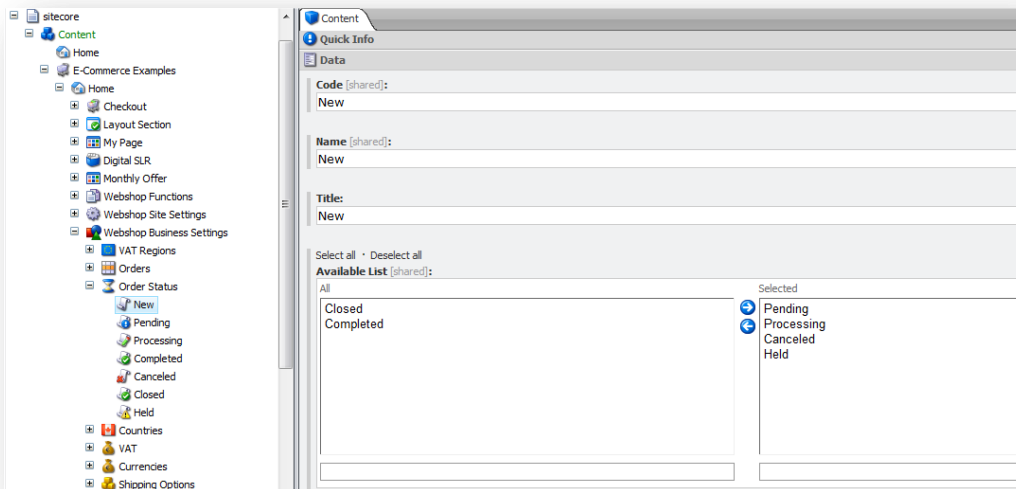 sitecore
Content
Home
E-Commerce Examples
Home
Checkout
Layout Section
My Page
Digital SLR
Monthly Offer
Webshop Functions
Webshop Site Settings
Webshop Business Settings
VAT Regions
Orders
Order Status
New
Pending
Processing
Completed
Canceled
Closed
Held
Countries
VAT
Currencies
Shipping Options
Content
Quick Info
Data
Code [shared]:
New
Name [shared]:
New
Title:
New
Select all · Deselect all
Available List [shared]:
All
Closed
Completed
Selected
Pending
Processing
Canceled
Held